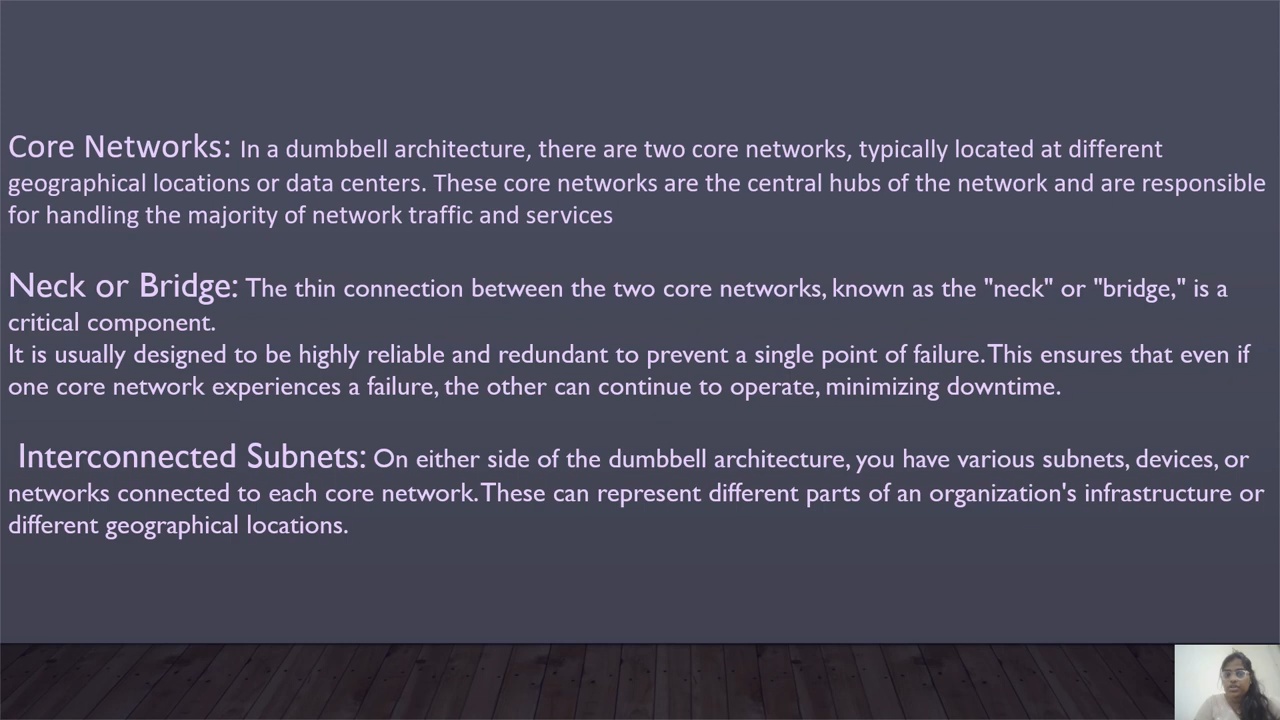 Core Networks: In a dumbbell architecture, there are two core networks, typically located at different
geographical locations or data centers. These core networks are the central hubs of the network and are responsible
for handling the majority of network traffic and services
Neck or Bridge: The thin connection between the two core networks, known as the "neck" or "bridge," is a
critical component.
It is usually designed to be highly reliable and redundant to prevent a single point of failure.This ensures that even if
one core network experiences a failure, the other can continue to operate, minimizing downtime.
Interconnected Subnets: On either side of the dumbbell architecture, you have various subnets, devices, or
networks connected to each core network.These can represent different parts of an organization's infrastructure or
different geographical locations.